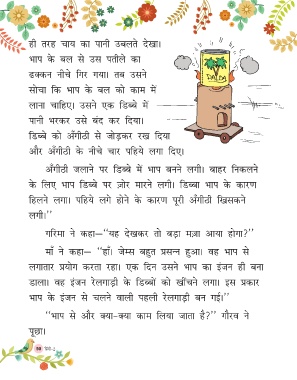 ही तरह चाय का पानी उबलते देखा।
भाप के बल से उस पतीले का
ढक्कन नीचे गिर गया। तब उसने
सोचा कि भाप के बल को काम में
लाना चाहिए। उसने एक डिब्बे में
पानी भरकर उसे बंद कर दिया।
डिब्बे को अँगीठी से जोड़कर रख दिया
और अँगीठी के नीचे चार पहिये लगा दिए।
DALDA
अँगीठी जलाने पर डिब्बे में भाप बनने लगी। बाहर निकलने
के लिए भाप डिब्बे पर ज़ोर मारने लगी। डिब्बा भाप के कारण
हिलने लगा। पहिये लगे होने के कारण पूरी अँगीठी खिसकने
लगी।”
गरिमा ने कहा—“यह देखकर तो बड़ा मज़ा आया होगा?”
माँ ने कहा— “हाँ। जेम्स बहुत प्रसन्न हुआ। वह भाप से
लगातार प्रयोग करता रहा। एक दिन उसने भाप का इंजन ही बना
डाला। वह इंजन रेलगाड़ी के डिब्बों को खींचने लगा। इस प्रकार
भाप के इंजन से चलने वाली पहली रेलगाड़ी बन गई।”
“भाप से और क्या-क्या काम लिया जाता है?” गौरव ने
पूछा।